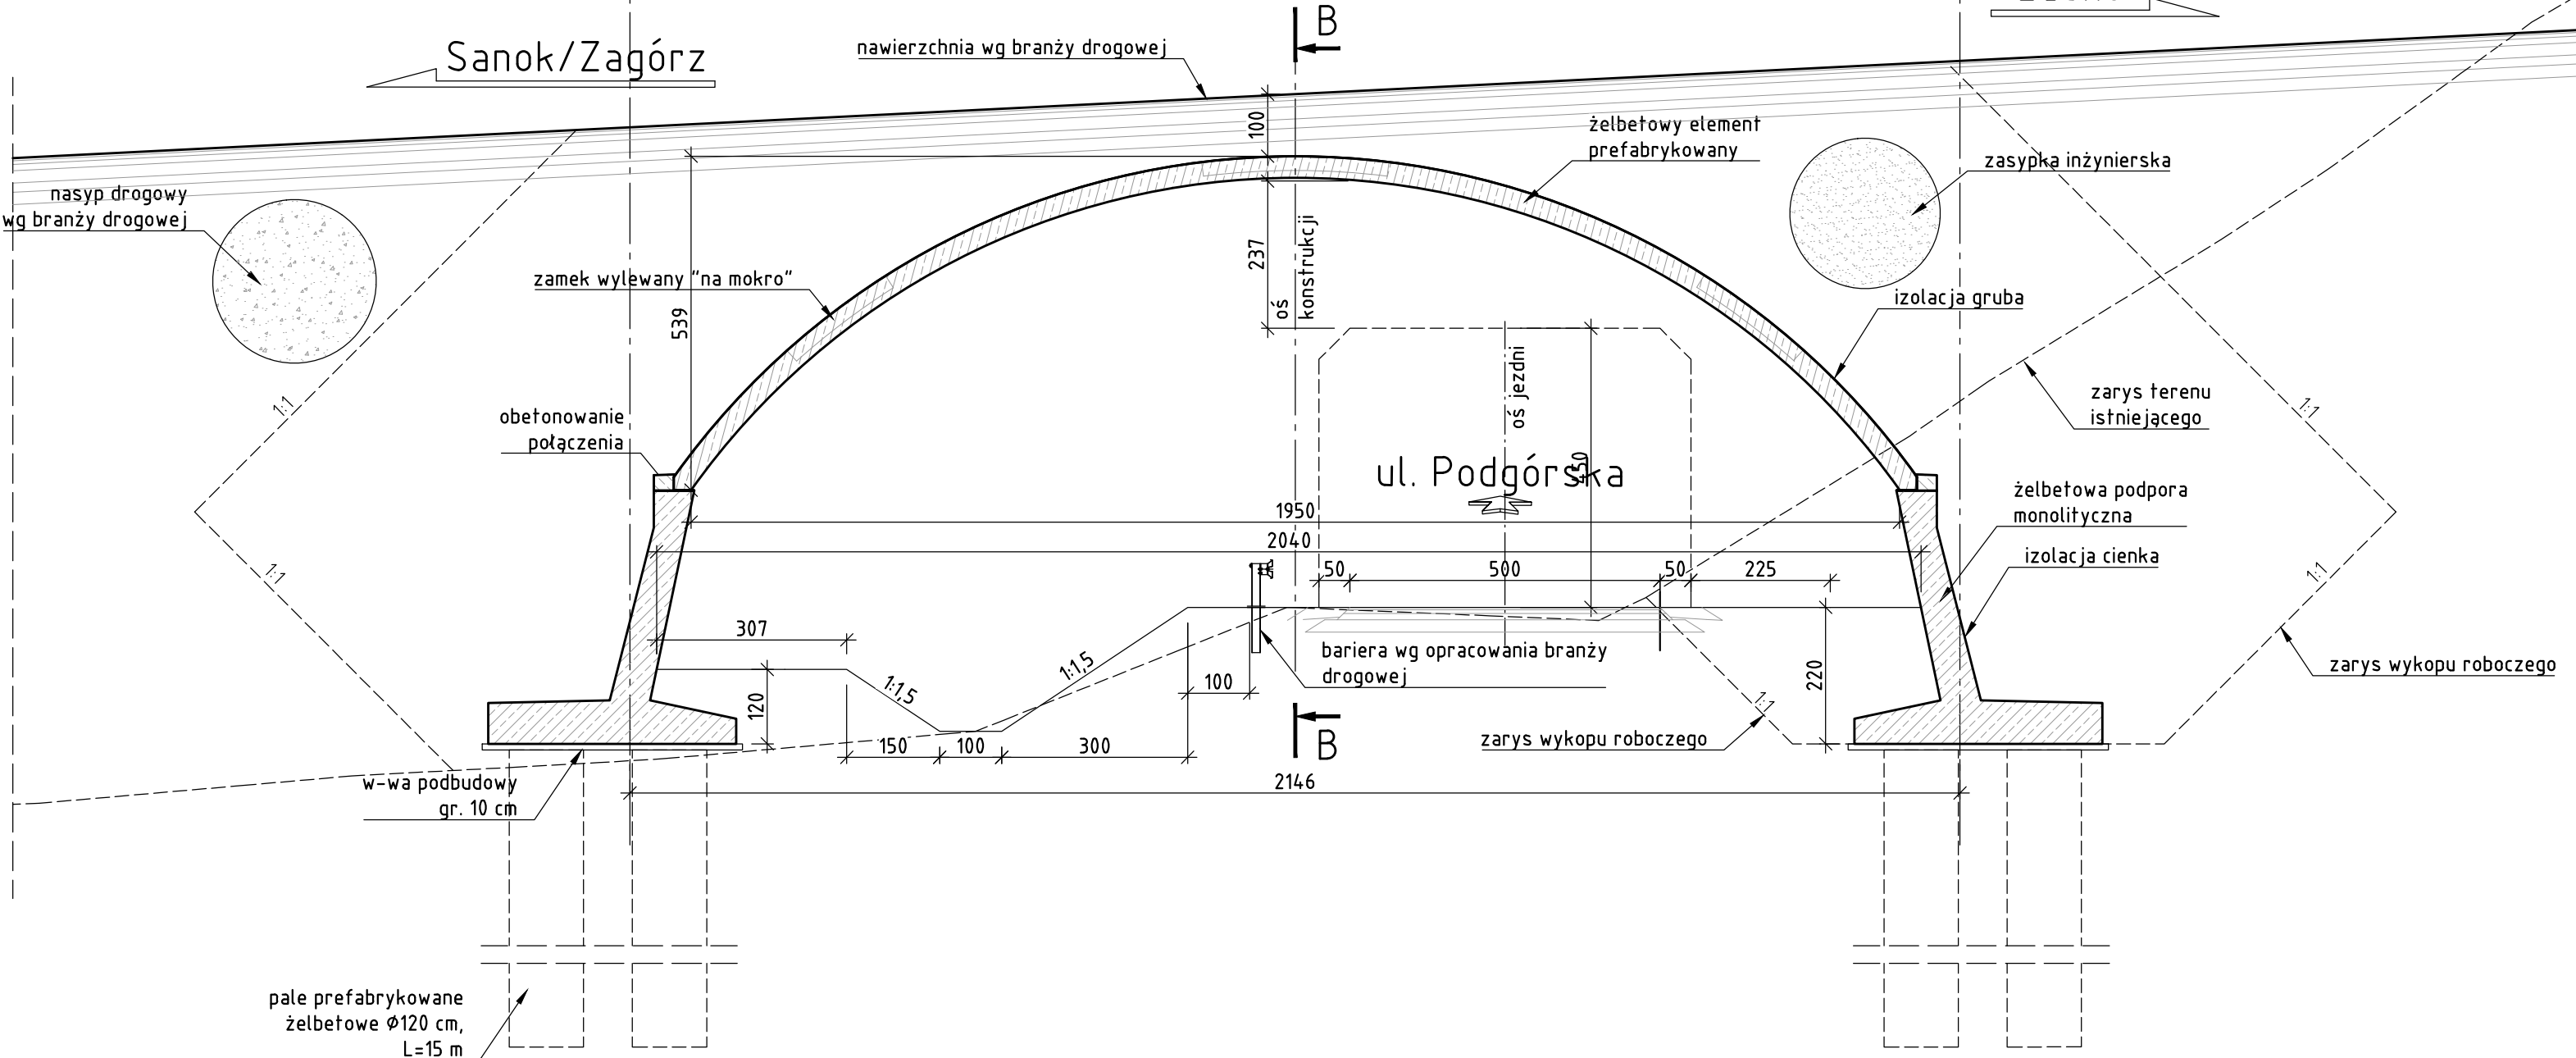 B
Sanok/Zagórz
nawierzchnia wg branży drogowej
100
żelbetowy element
prefabrykowany
zasypka inżynierska
nasyp drogowy
wg branży drogowej
237
oś
konstrukcji
zamek wylewany "na mokro"
izolacja gruba
539
oś jezdni
1:1
1:1
zarys terenu
istniejącego
obetonowanie
połączenia
ul. Podgórska
450
żelbetowa podpora
monolityczna
1950
2040
izolacja cienka
50
500
50
225
1:1
1:1
307
bariera wg opracowania branży
drogowej
1:1,5
1:1,5
100
120
220
zarys wykopu roboczego
1:1
150
100
300
B
zarys wykopu roboczego
w-wa podbudowy
gr. 10 cm
2146
pale prefabrykowane
żelbetowe Ø120 cm,
L=15 m